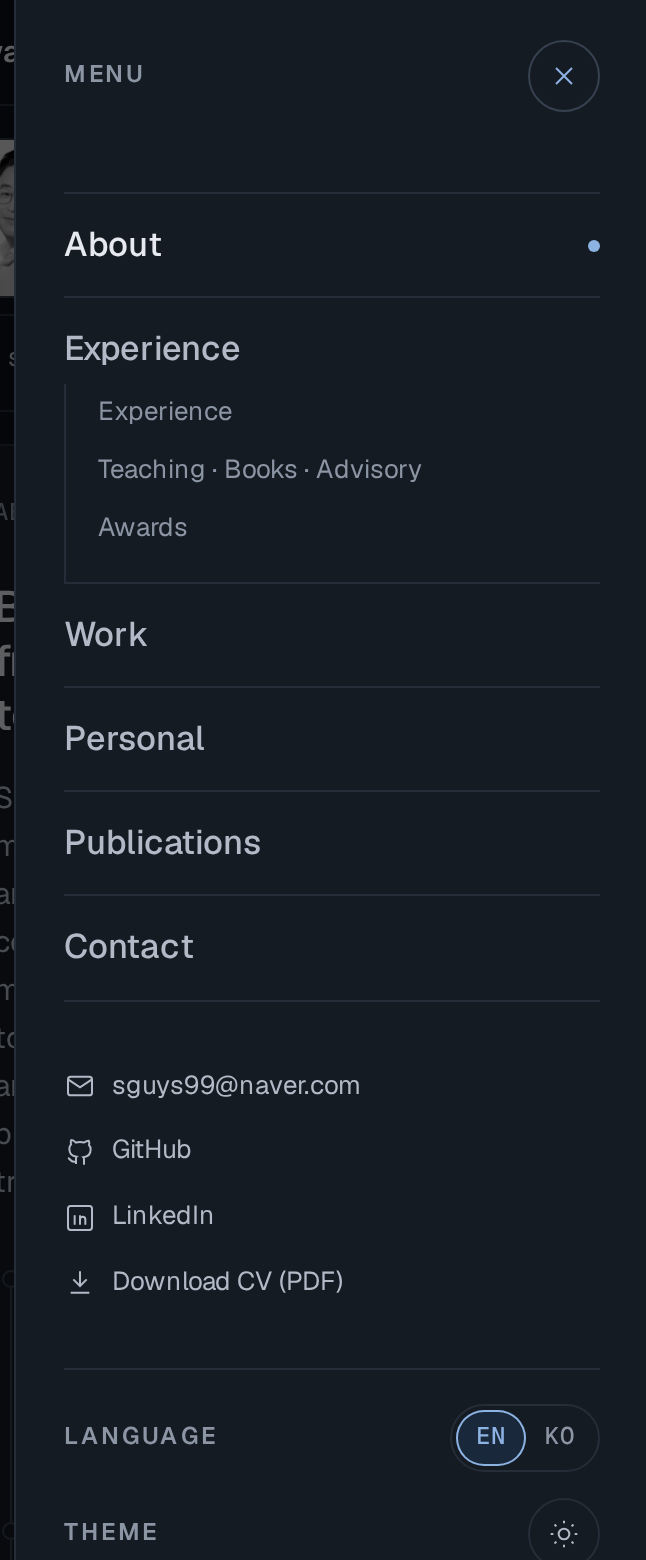 MENU
About
Experience
Experience
Teaching · Books · Advisory
Awards
Work
Personal
Publications
Contact
sguys99@naver.com
GitHub
LinkedIn
Download CV (PDF)
LANGUAGE
EN KO
THEME